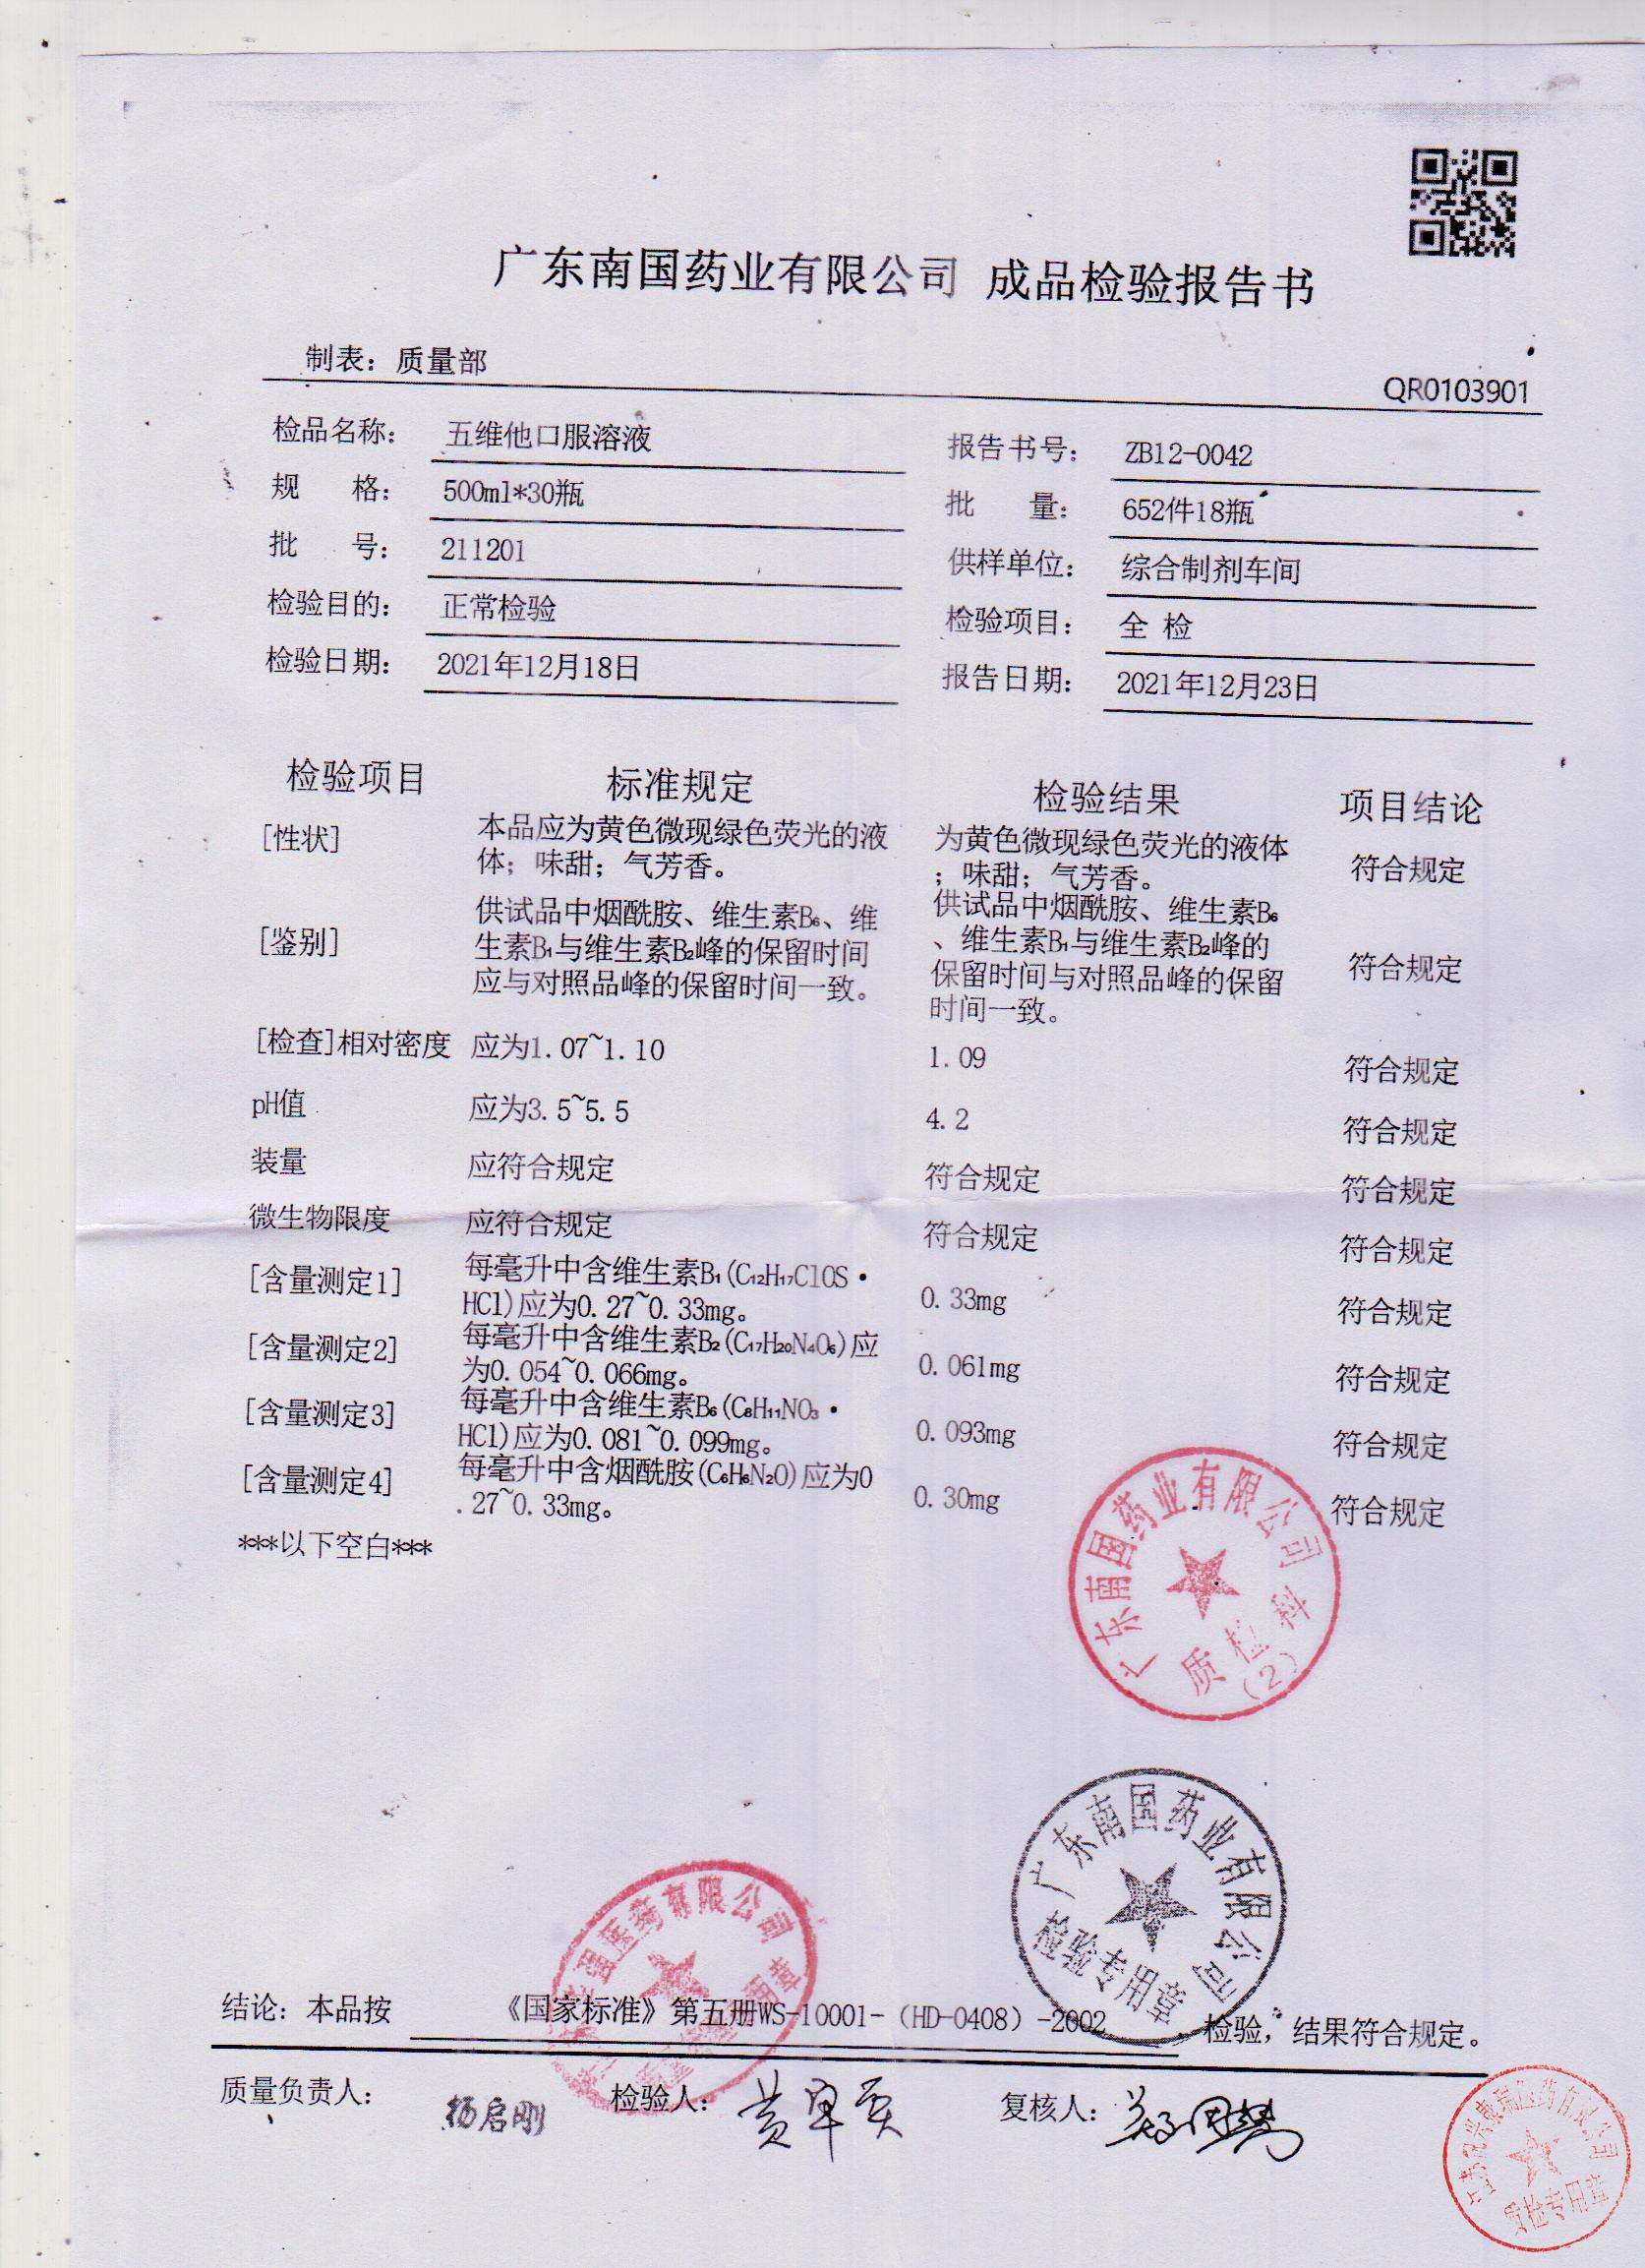 广东南国药业有限公司 成品检验报告书
制表：质量部
QR0103901
检品名称： 五维他口服溶液 报告书号： ZB12-0042
规 格： 500ml*30瓶 批 量： 652件18瓶
批 号： 211201 供样单位： 综合制剂车间
检验目的： 正常检验 检验项目： 全 检
检验日期： 2021年12月18日 报告日期： 2021年12月23日
检验项目 标准规定 检验结果 项目结论
[性状] 本品应为黄色微现绿色荧光的液 为黄色微现绿色荧光的液体 符合规定
体；味甜；气芳香。 ；味甜；气芳香。
[鉴别] 供试品中烟酰胺、维生素B₆、维 供试品中烟酰胺、维生素B₆ 符合规定
生素B₁与维生素B₂峰的保留时间 、维生素B₁与维生素B₂峰的
应与对照品峰的保留时间一致。 保留时间与对照品峰的保留
时间一致。
[检查]相对密度 应为1.07~1.10 1.09 符合规定
pH值 应为3.5~5.5 4.2 符合规定
装量 应符合规定 符合规定 符合规定
微生物限度 应符合规定 符合规定 符合规定
[含量测定1] 每毫升中含维生素B₁(C₁₂H₁₇ClOS· 0.33mg 符合规定
HCl)应为0.27~0.33mg。
[含量测定2] 每毫升中含维生素B₂(C₁₇H₂₀N₄O₆)应 0.061mg 符合规定
为0.054~0.066mg。
[含量测定3] 每毫升中含维生素B₆(C₈H₁₁NO₃· 0.093mg 符合规定
HCl)应为0.081~0.099mg。
[含量测定4] 每毫升中含烟酰胺(C₆H₆N₂O)应为0 0.30mg 符合规定
.27~0.33mg。
***以下空白***
广东南国药业有限公司
质检科
(2)
广东南国药业有限公司
检验专用章
医药有限公司
结论：本品按 《国家标准》第五册WS-10001-（HD-0408）-2002 检验，结果符合规定。
质量负责人： 杨启刚 检验人： 复核人：
医药有限公司